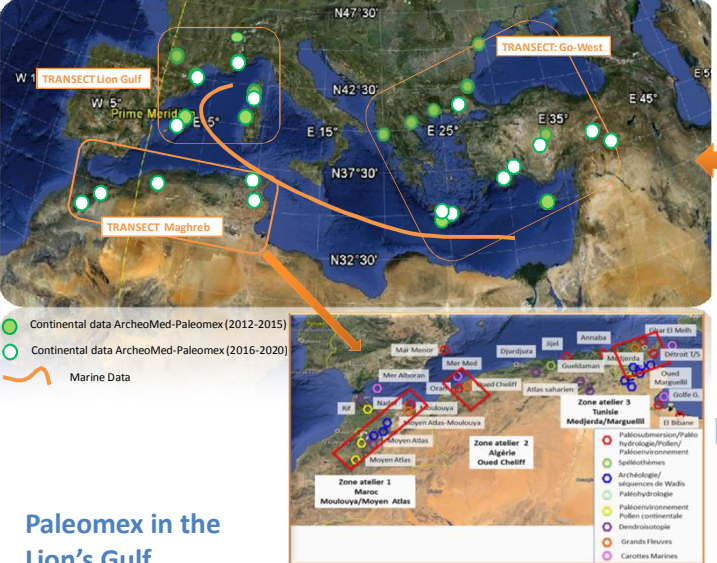 N47°30'
TRANSECT: Go-West
TRANSECT Lion Gulf
W 5°
Prime Merid
E 5°
N42°30'
E 15°
E 25°
E 35°
E 45°
N37°30'
TRANSECT Maghreb
N32°30'
Continental data ArcheoMed-Paleomex (2012-2015)
Continental data ArcheoMed-Paleomex (2016-2020)
Marine Data
Mar Menor
Mer Alboran
Mer Med
Djurdjura
Jijel
Annaba
Ghar El Melh
Gueldaman
Medjerda
Détroit T/S
Oran
Oued Cheliff
Atlas saharien
Oued
Marguellil
Golfe G.
El Bibane
Rif
Nador
Moulouya
Moyen Atlas-Moulouya
Moyen Atlas
Moyen Atlas
Zone atelier 1
Maroc
Moulouya/Moyen Atlas
Zone atelier 2
Algérie
Oued Cheliff
Zone atelier 3
Tunisie
Medjerda/Marguellil
Paléosubmersion/Paléo
hydrologie/Pollen/
Paléoenvironnement
Spéléothèmes
Archéologie/
séquences de Wadis
Paléohydrologie
Paléoenvironnement
Pollen continentale
Dendroisotopie
Grands Fleuves
Carottes Marines
Paleomex in the
Lion's Gulf